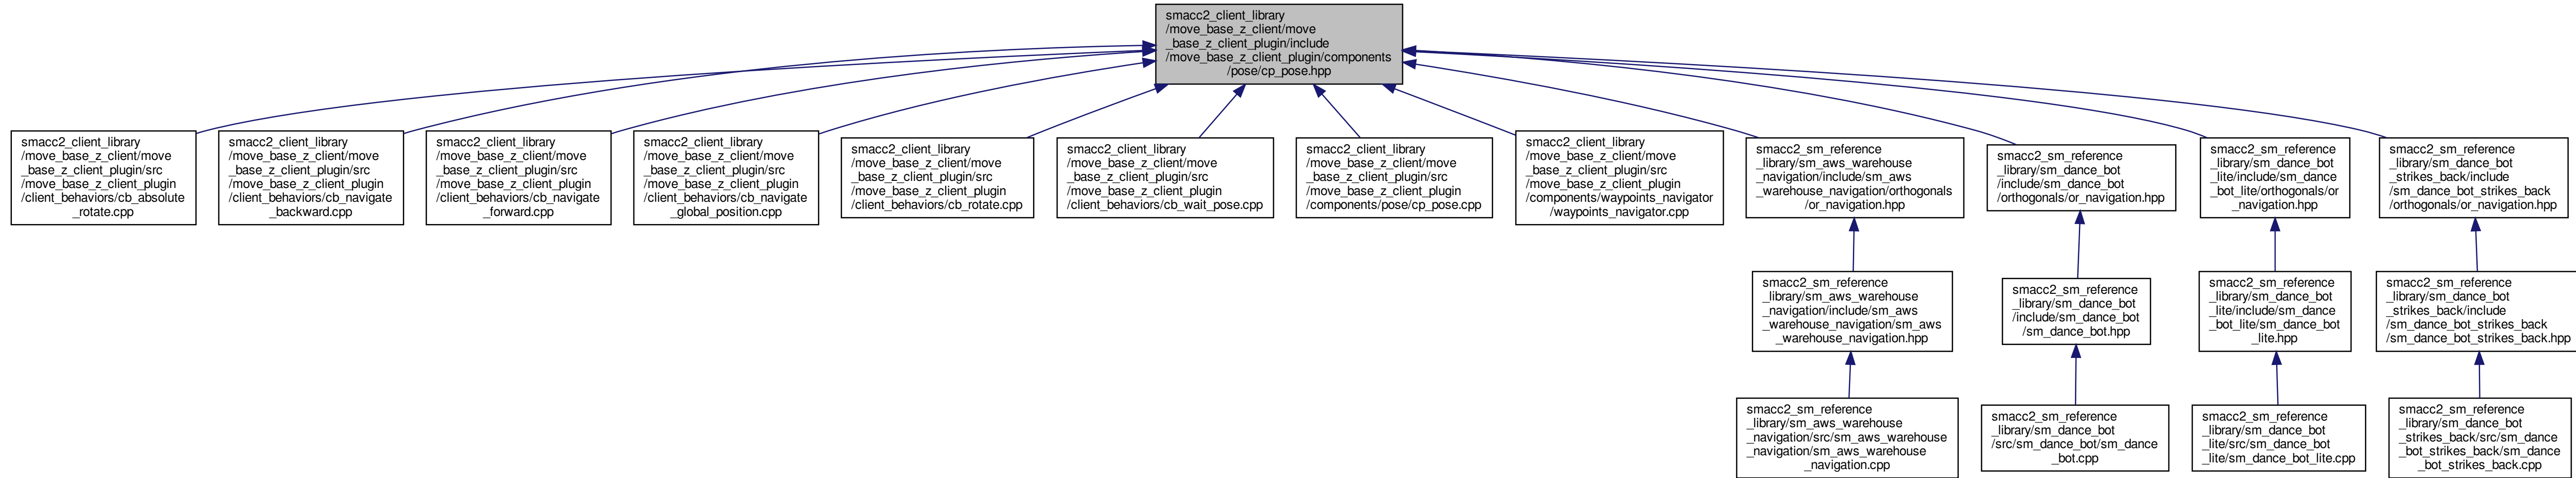 smacc2_client_library
/move_base_z_client/move
_base_z_client_plugin/include
/move_base_z_client_plugin/components
/pose/cp_pose.hpp
smacc2_client_library
/move_base_z_client/move
_base_z_client_plugin/src
/move_base_z_client_plugin
/client_behaviors/cb_absolute
_rotate.cpp
smacc2_client_library
/move_base_z_client/move
_base_z_client_plugin/src
/move_base_z_client_plugin
/client_behaviors/cb_navigate
_backward.cpp
smacc2_client_library
/move_base_z_client/move
_base_z_client_plugin/src
/move_base_z_client_plugin
/client_behaviors/cb_navigate
_forward.cpp
smacc2_client_library
/move_base_z_client/move
_base_z_client_plugin/src
/move_base_z_client_plugin
/client_behaviors/cb_navigate
_global_position.cpp
smacc2_client_library
/move_base_z_client/move
_base_z_client_plugin/src
/move_base_z_client_plugin
/client_behaviors/cb_rotate.cpp
smacc2_client_library
/move_base_z_client/move
_base_z_client_plugin/src
/move_base_z_client_plugin
/client_behaviors/cb_wait_pose.cpp
smacc2_client_library
/move_base_z_client/move
_base_z_client_plugin/src
/move_base_z_client_plugin
/components/pose/cp_pose.cpp
smacc2_client_library
/move_base_z_client/move
_base_z_client_plugin/src
/move_base_z_client_plugin
/components/waypoints_navigator
/waypoints_navigator.cpp
smacc2_sm_reference
_library/sm_aws_warehouse
_navigation/include/sm_aws
_warehouse_navigation/orthogonals
/or_navigation.hpp
smacc2_sm_reference
_library/sm_dance_bot
/include/sm_dance_bot
/orthogonals/or_navigation.hpp
smacc2_sm_reference
_library/sm_dance_bot
_lite/include/sm_dance
_bot_lite/orthogonals/or
_navigation.hpp
smacc2_sm_reference
_library/sm_dance_bot
_strikes_back/include
/sm_dance_bot_strikes_back
/orthogonals/or_navigation.hpp
smacc2_sm_reference
_library/sm_aws_warehouse
_navigation/include/sm_aws
_warehouse_navigation/sm_aws
_warehouse_navigation.hpp
smacc2_sm_reference
_library/sm_dance_bot
/include/sm_dance_bot
/sm_dance_bot.hpp
smacc2_sm_reference
_library/sm_dance_bot
_lite/include/sm_dance
_bot_lite/sm_dance_bot
_lite.hpp
smacc2_sm_reference
_library/sm_dance_bot
_strikes_back/include
/sm_dance_bot_strikes_back
/sm_dance_bot_strikes_back.hpp
smacc2_sm_reference
_library/sm_aws_warehouse
_navigation/src/sm_aws_warehouse
_navigation/sm_aws_warehouse
_navigation.cpp
smacc2_sm_reference
_library/sm_dance_bot
/src/sm_dance_bot/sm_dance
_bot.cpp
smacc2_sm_reference
_library/sm_dance_bot
_lite/src/sm_dance_bot
_lite/sm_dance_bot_lite.cpp
smacc2_sm_reference
_library/sm_dance_bot
_strikes_back/src/sm_dance
_bot_strikes_back/sm_dance
_bot_strikes_back.cpp